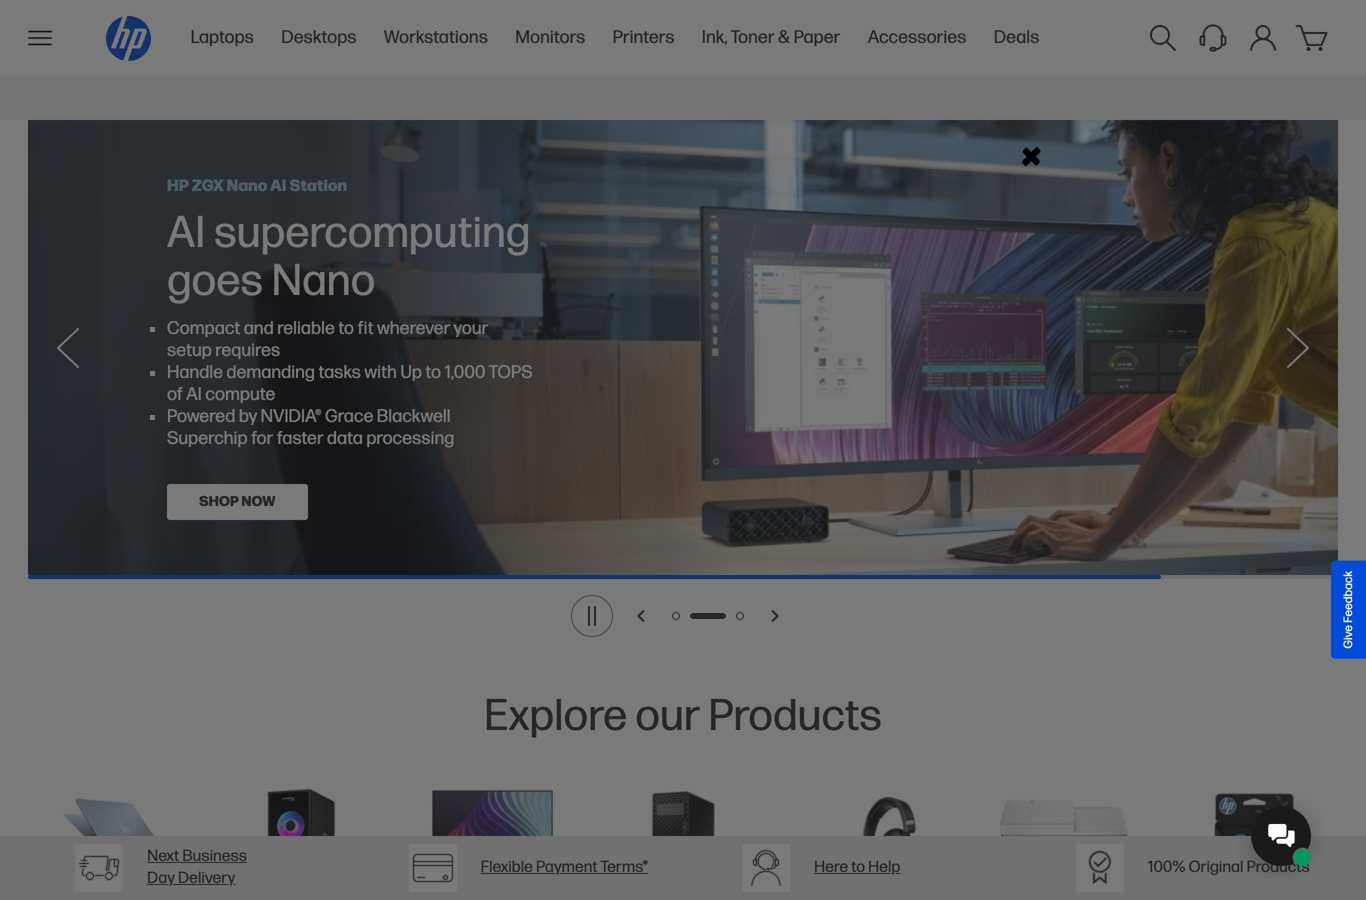 hp
Laptops
Desktops
Workstations
Monitors
Printers
Ink, Toner & Paper
Accessories
Deals
HP ZGX Nano AI Station
AI supercomputing
goes Nano
Compact and reliable to fit wherever your
setup requires
Handle demanding tasks with Up to 1,000 TOPS
of AI compute
Powered by NVIDIA® Grace Blackwell
Superchip for faster data processing
SHOP NOW
Give Feedback
Explore our Products
hp
Next Business
Day Delivery
Flexible Payment Terms*
Here to Help
100% Original Products